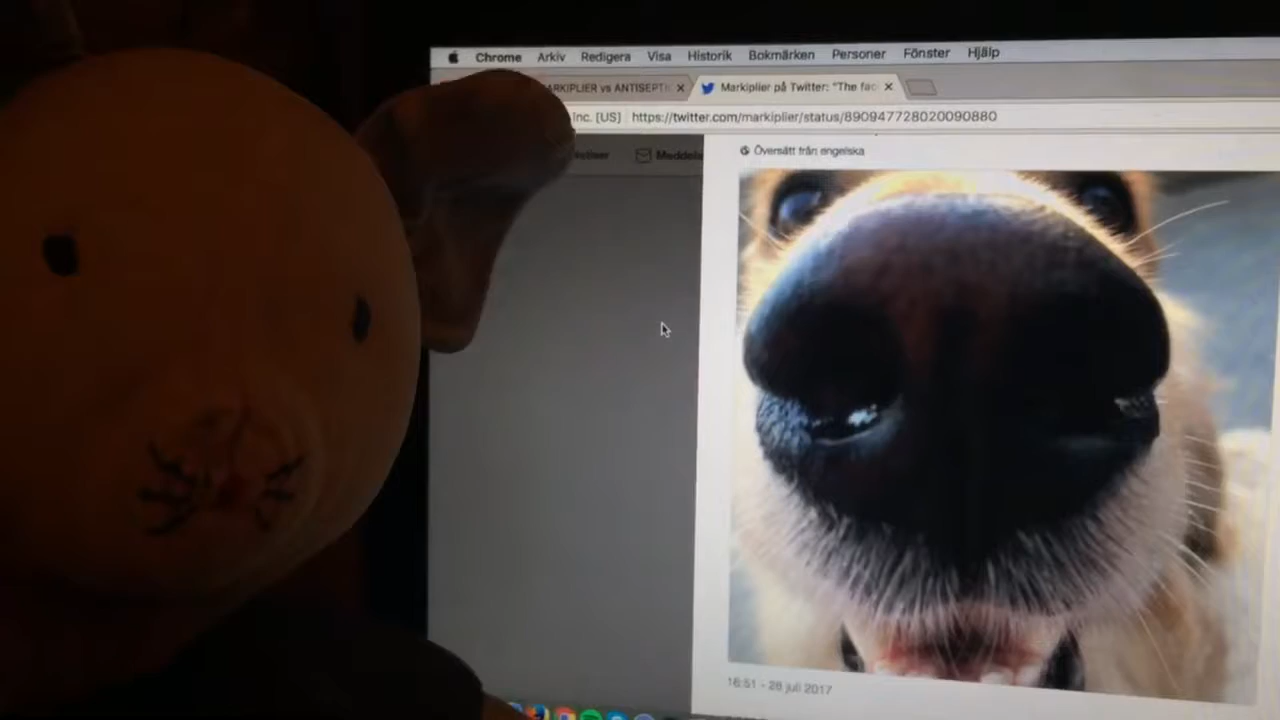 Chrome Arkiv Redigera Visa Historik Bokmärken Personer Fönster Hjälp
ARKIPLIER vs ANTISEPTI
Markiplier på Twitter: "The fac
Inc. [US] https://twitter.com/markiplier/status/890947728020090880
Översätt från engelska
16:51 - 28 juli 2017